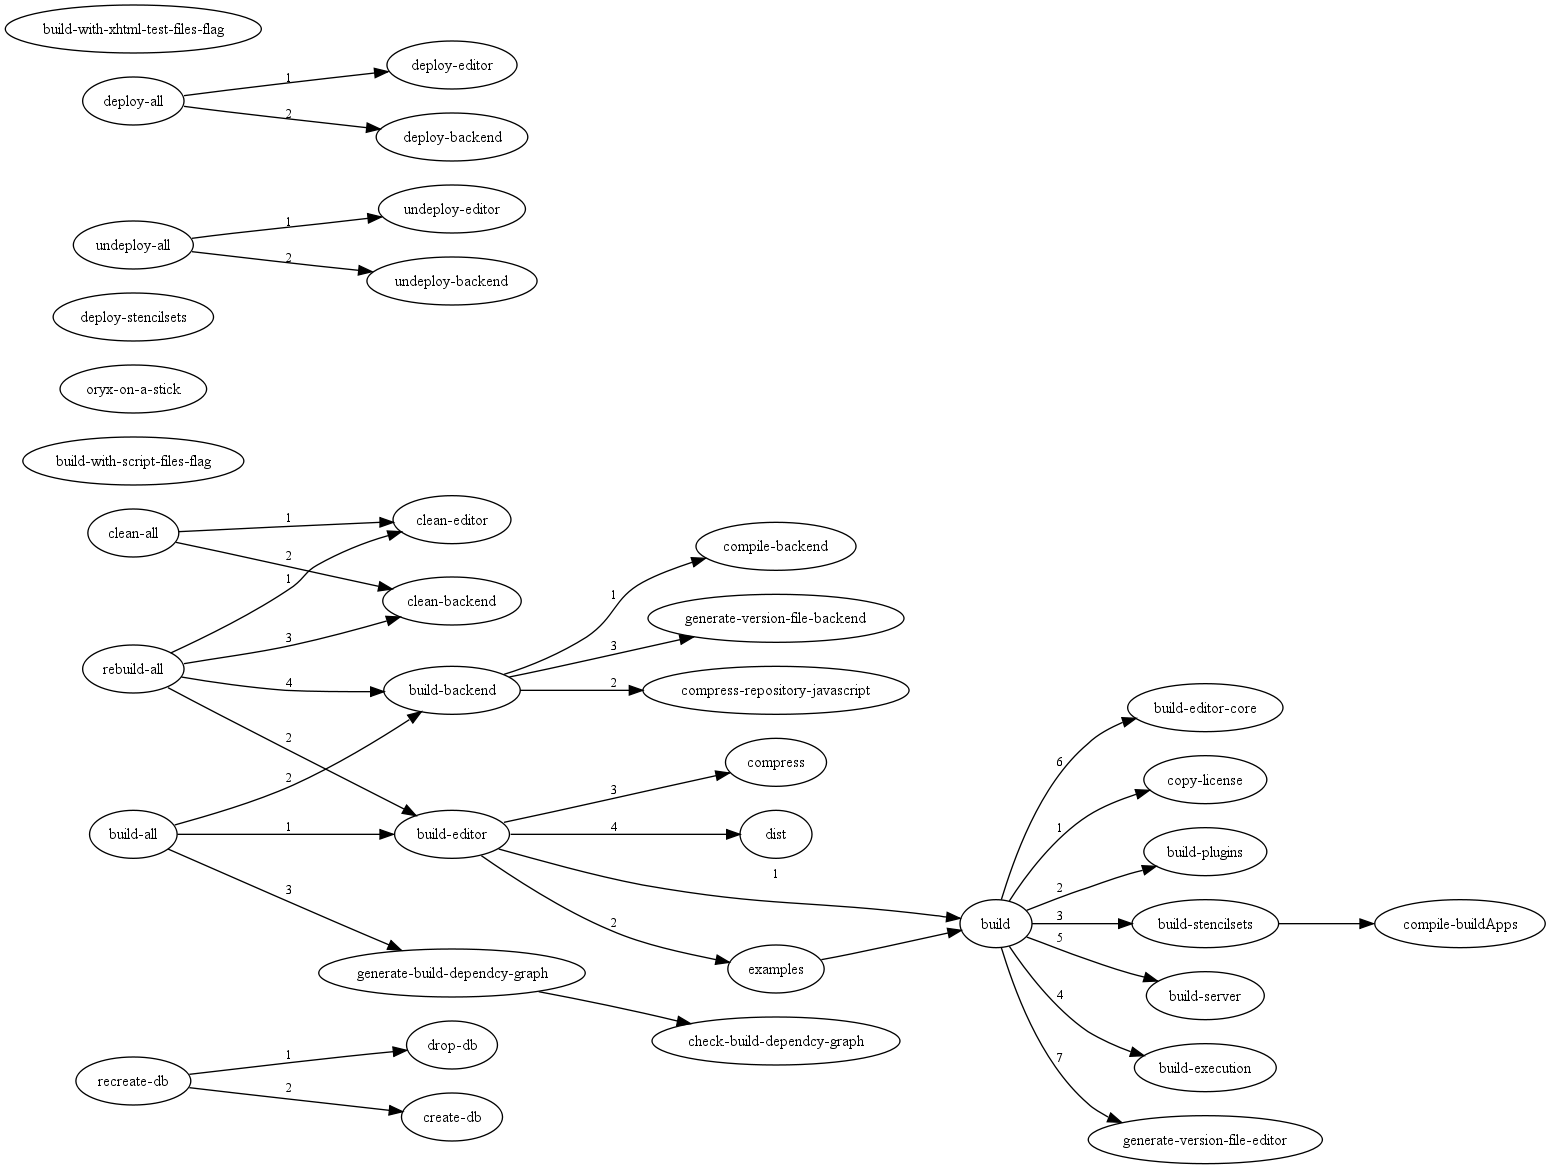 build-with-xhtml-test-files-flag
deploy-all
1
deploy-editor
2
deploy-backend
undeploy-all
1
undeploy-editor
2
undeploy-backend
deploy-stencilsets
oryx-on-a-stick
build-with-script-files-flag
clean-all
1
clean-editor
2
clean-backend
rebuild-all
1
3
4
2
build-backend
1
compile-backend
3
generate-version-file-backend
2
compress-repository-javascript
build-all
2
1
3
build-editor
3
compress
4
dist
1
2
examples
generate-build-dependcy-graph
check-build-dependcy-graph
build
6
build-editor-core
1
copy-license
2
build-plugins
3
build-stencilsets
compile-buildApps
5
build-server
4
build-execution
7
generate-version-file-editor
recreate-db
1
drop-db
2
create-db